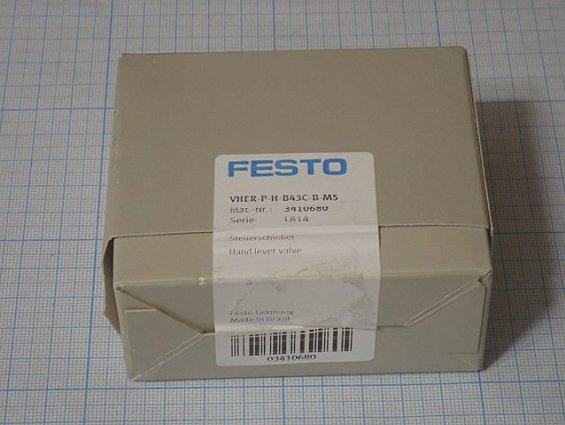 FESTO
VHER-P-H-B43C-B-M5
Mat.-Nr.: 3410680
Serie: L814
Steuerschieber
Hand lever valve
Festo Germany
Made in Brazil
03410680